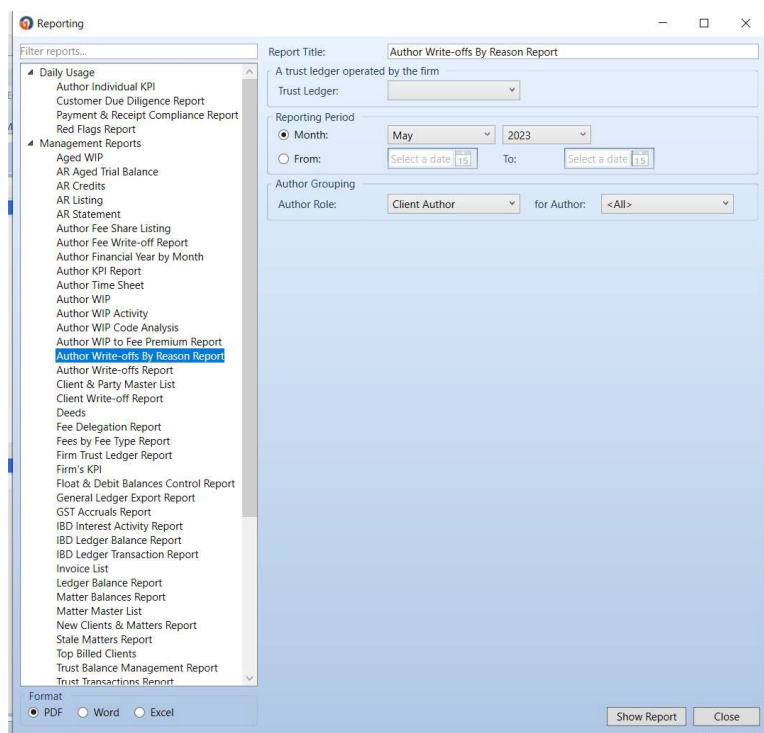 Reporting
Filter reports...
Daily Usage
Author Individual KPI
Customer Due Diligence Report
Payment & Receipt Compliance Report
Red Flags Report
Management Reports
Aged WIP
AR Aged Trial Balance
AR Credits
AR Listing
AR Statement
Author Fee Share Listing
Author Fee Write-off Report
Author Financial Year by Month
Author KPI Report
Author Time Sheet
Author WIP
Author WIP Activity
Author WIP Code Analysis
Author WIP to Fee Premium Report
Author Write-offs By Reason Report
Author Write-offs Report
Client & Party Master List
Client Write-off Report
Deeds
Fee Delegation Report
Fees by Fee Type Report
Firm Trust Ledger Report
Firm's KPI
Float & Debit Balances Control Report
General Ledger Export Report
GST Accruals Report
IBD Interest Activity Report
IBD Ledger Balance Report
IBD Ledger Transaction Report
Invoice List
Ledger Balance Report
Matter Balances Report
Matter Master List
New Clients & Matters Report
Stale Matters Report
Top Billed Clients
Trust Balance Management Report
Trust Transactions Report
Format
PDF Word Excel
Report Title: Author Write-offs By Reason Report
A trust ledger operated by the firm
Trust Ledger:
Reporting Period
Month: May 2023
From: Select a date 15 To: Select a date 15
Author Grouping
Author Role: Client Author for Author: <All>
Show Report Close